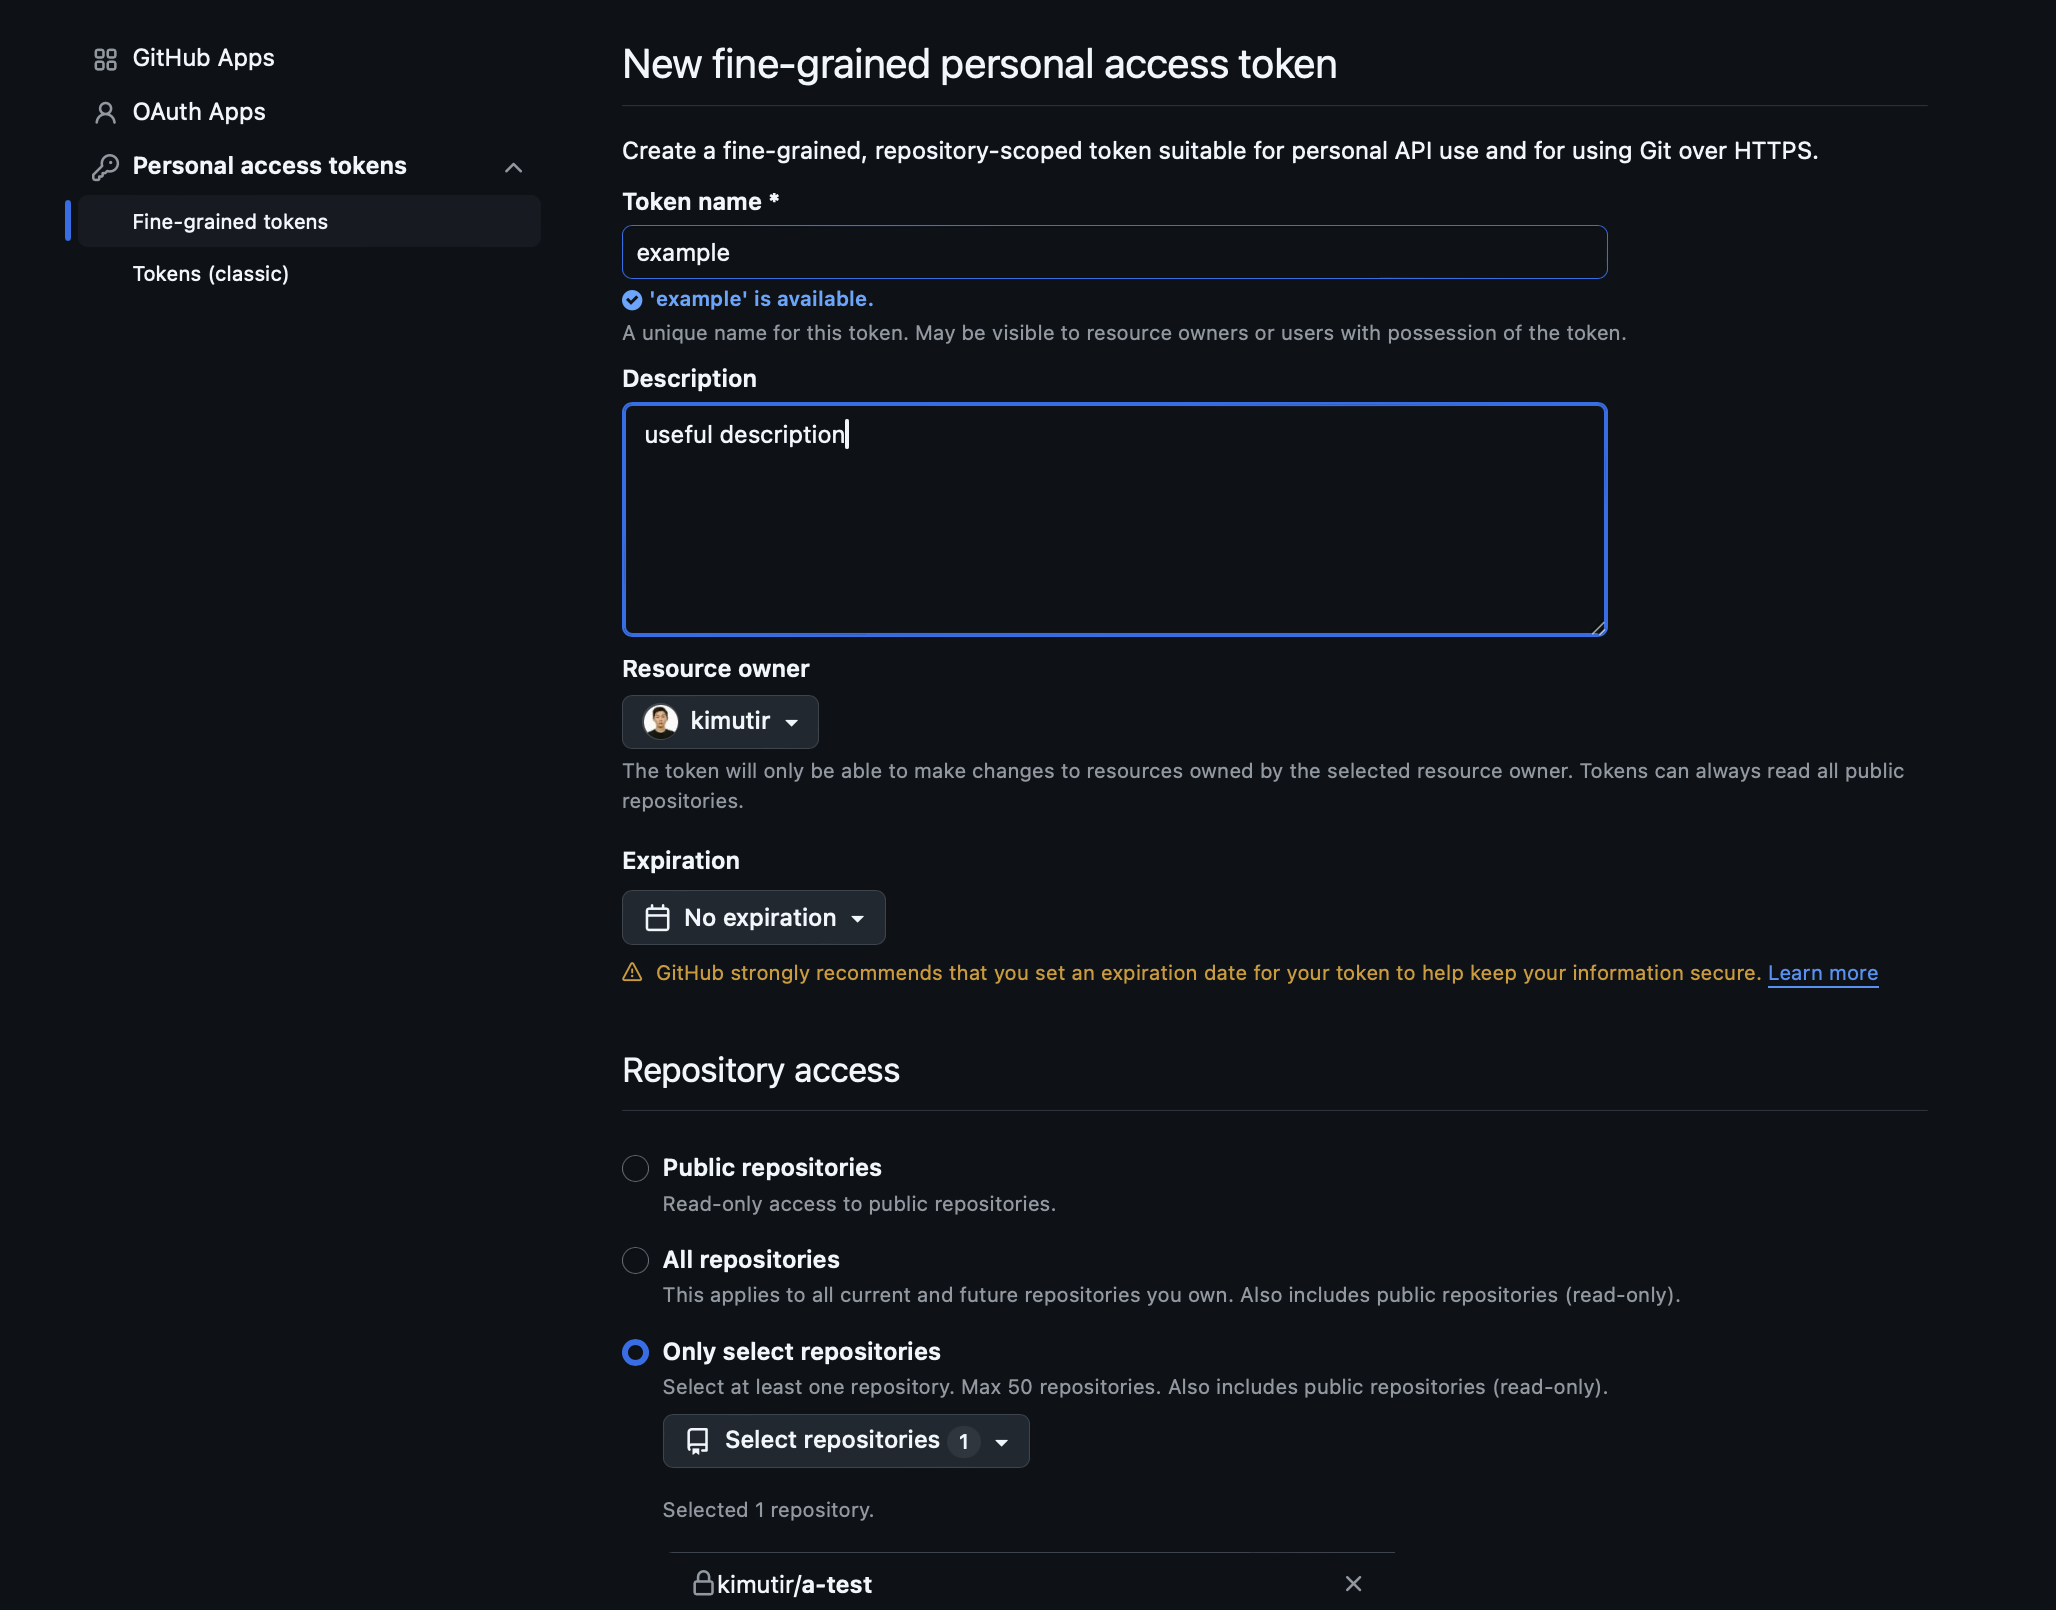 GitHub Apps
OAuth Apps
Personal access tokens
Fine-grained tokens
Tokens (classic)
New fine-grained personal access token
Create a fine-grained, repository-scoped token suitable for personal API use and for using Git over HTTPS.
Token name *
example
'example' is available.
A unique name for this token. May be visible to resource owners or users with possession of the token.
Description
useful description
Resource owner
kimutir
The token will only be able to make changes to resources owned by the selected resource owner. Tokens can always read all public
repositories.
Expiration
No expiration
GitHub strongly recommends that you set an expiration date for your token to help keep your information secure. Learn more
Repository access
Public repositories
Read-only access to public repositories.
All repositories
This applies to all current and future repositories you own. Also includes public repositories (read-only).
Only select repositories
Select at least one repository. Max 50 repositories. Also includes public repositories (read-only).
Select repositories 1
Selected 1 repository.
kimutir/a-test